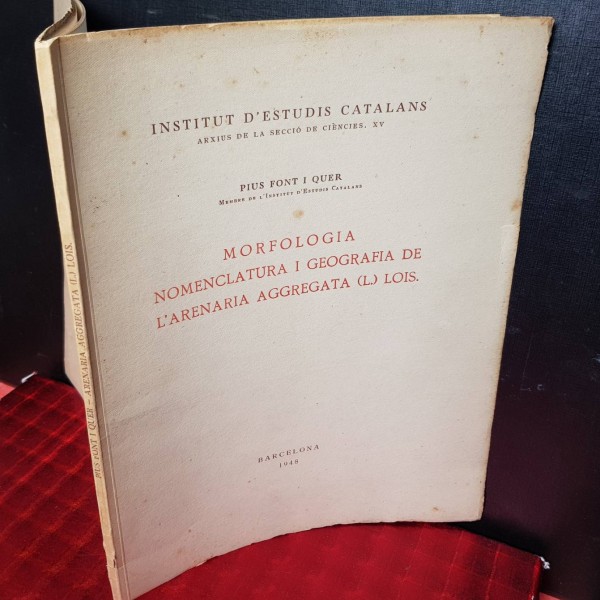 INSTITUT D'ESTUDIS CATALANS
ARXIUS DE LA SECCIÓ DE CIÈNCIES, XV
PIUS FONT I QUER
MEMBRE DE L'INSTITUT D'ESTUDIS CATALANS
MORFOLOGIA
NOMENCLATURA I GEOGRAFIA DE
L'ARENARIA AGGREGATA (L.) LOIS.
BARCELONA
1948
PIUS FONT I QUER – ARENARIA AGGREGATA (L.) LOIS.